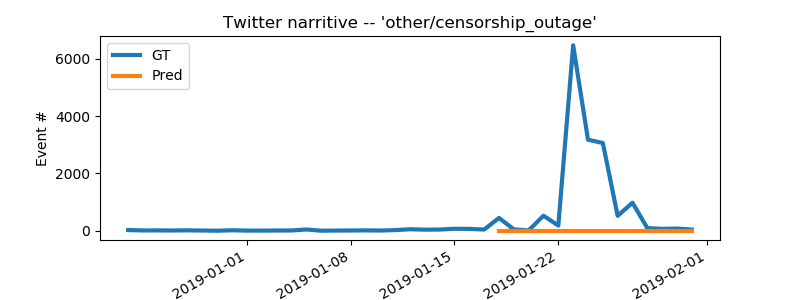 Twitter narritive -- 'other/censorship_outage'
GT
Pred
Event #
6000
4000
2000
0
2019-01-01
2019-01-08
2019-01-15
2019-01-22
2019-02-01